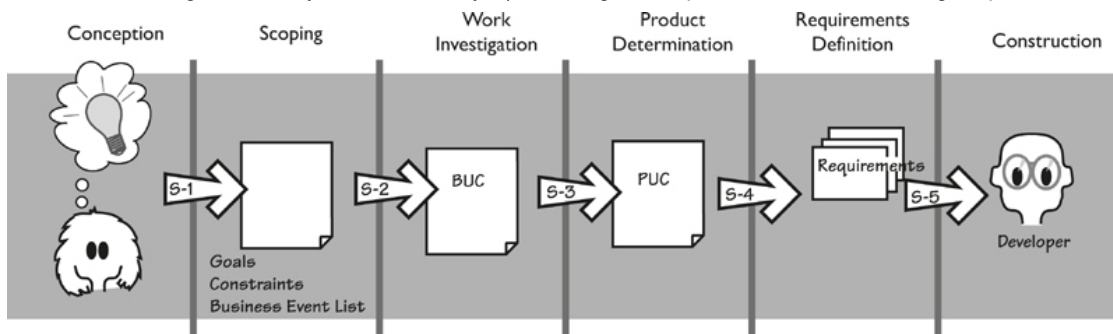 Conception
Scoping
Work
Investigation
Product
Determination
Requirements
Definition
Construction
S-1
S-2
BUC
S-3
PUC
S-4
Requirements
S-5
Developer
Goals
Constraints
Business Event List